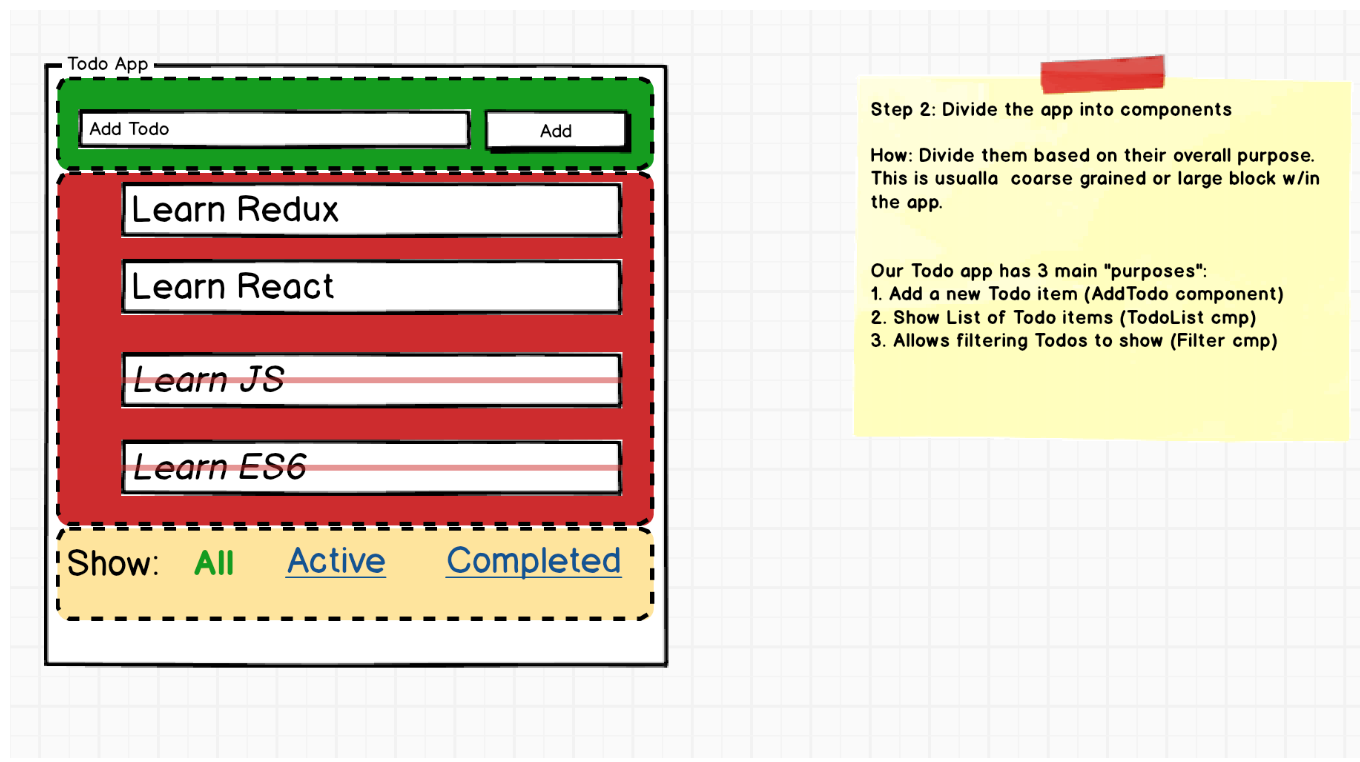 Todo App
Add Todo
Add
Learn Redux
Learn React
Learn JS
Learn ES6
Show: All Active Completed
Step 2: Divide the app into components
How: Divide them based on their overall purpose.
This is usualla coarse grained or large block w/in
the app.
Our Todo app has 3 main "purposes":
1. Add a new Todo item (AddTodo component)
2. Show List of Todo items (TodoList cmp)
3. Allows filtering Todos to show (Filter cmp)